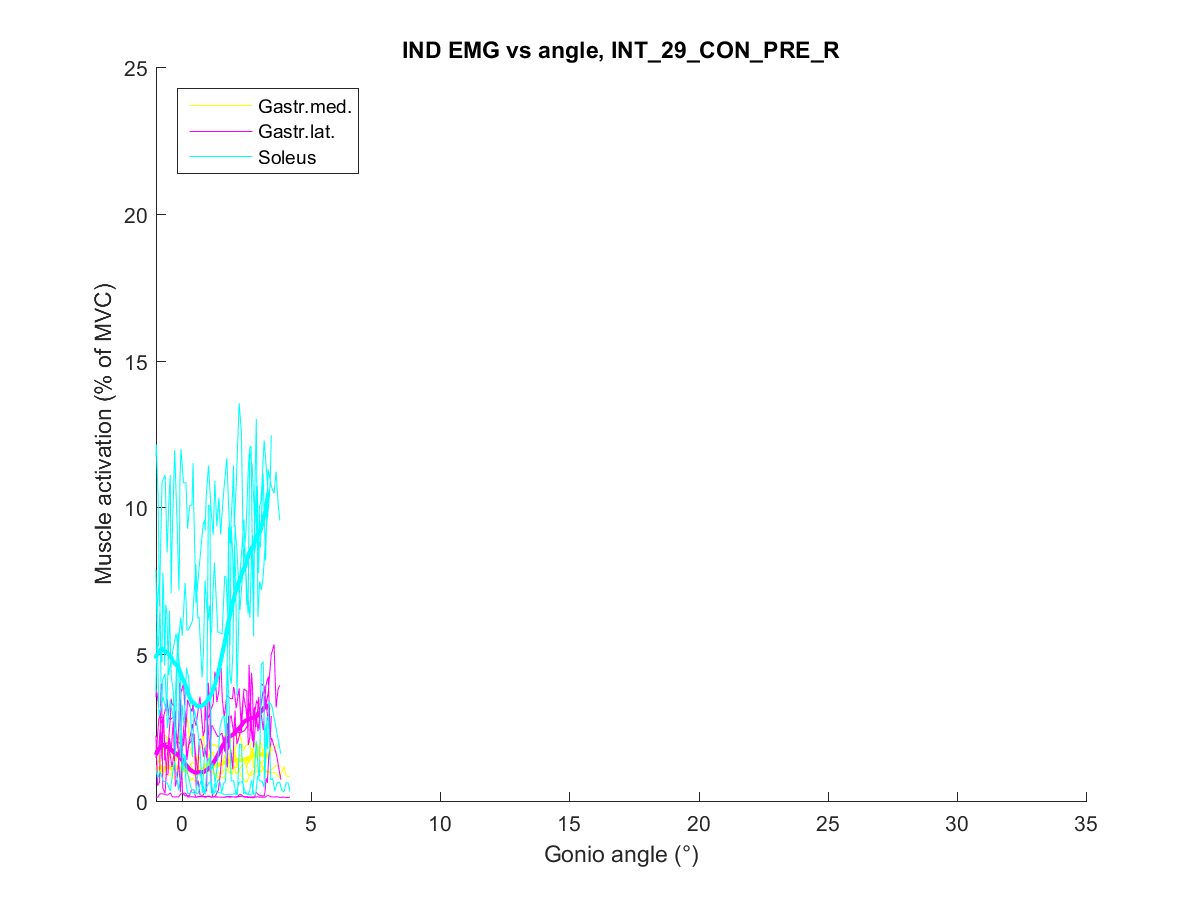 IND EMG vs angle, INT_29_CON_PRE_R
25
20
15
10
5
0
Muscle activation (% of MVC)
Gastr.med.
Gastr.lat.
Soleus
0 5 10 15 20 25 30 35
Gonio angle (°)